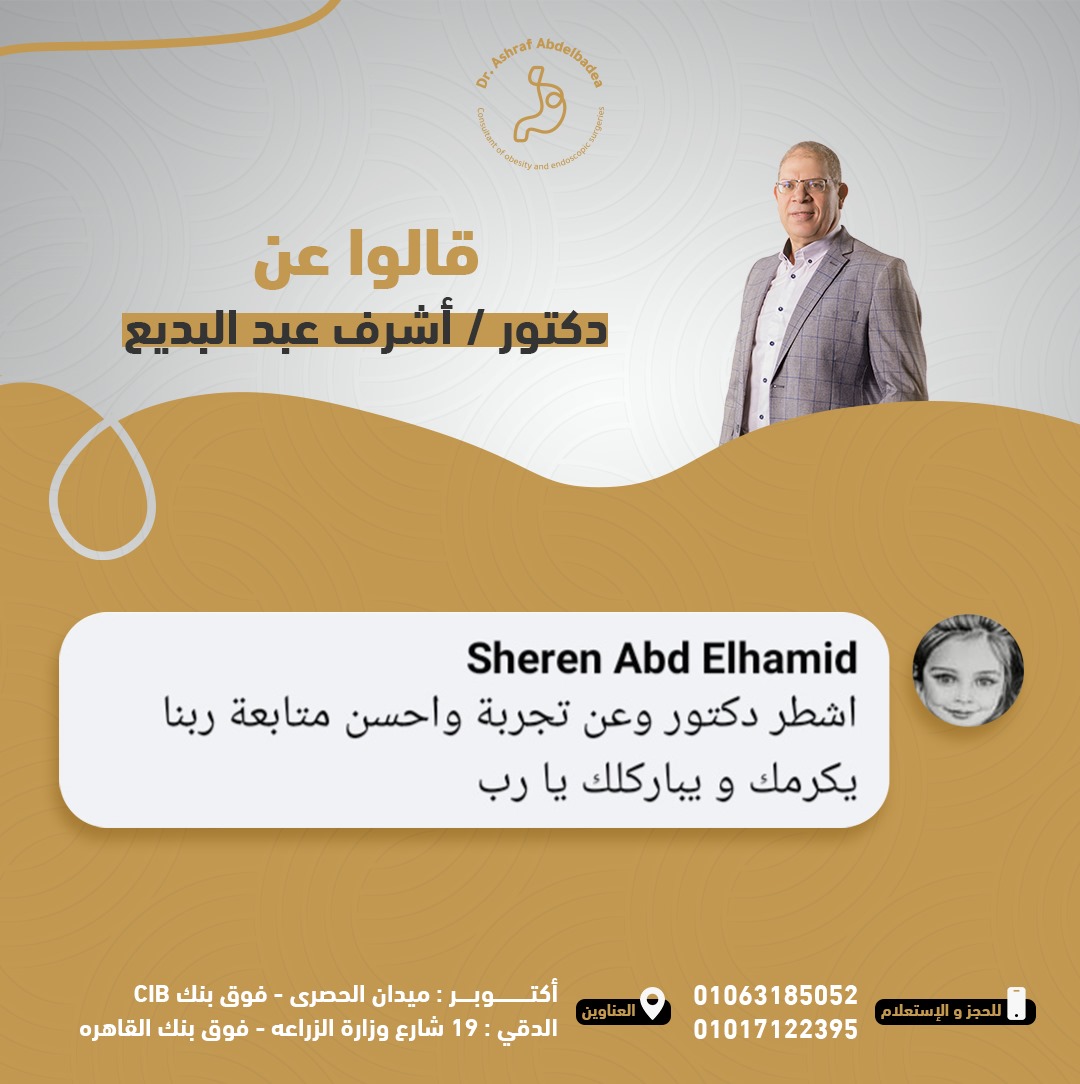 Dr. Ashraf Abdelbadea
Consultant of obesity and endoscopic surgeries
قالوا عن
دكتور / أشرف عبد البديع
Sheren Abd Elhamid
اشطر دكتور وعن تجربة واحسن متابعة ربنا
يكرمك و يباركلك يا رب
للحجز و الإستعلام
01063185052
01017122395
العناوين
أكتـــــوبـــر : ميدان الحصرى - فوق بنك CIB
الدقي : 19 شارع وزارة الزراعه - فوق بنك القاهره